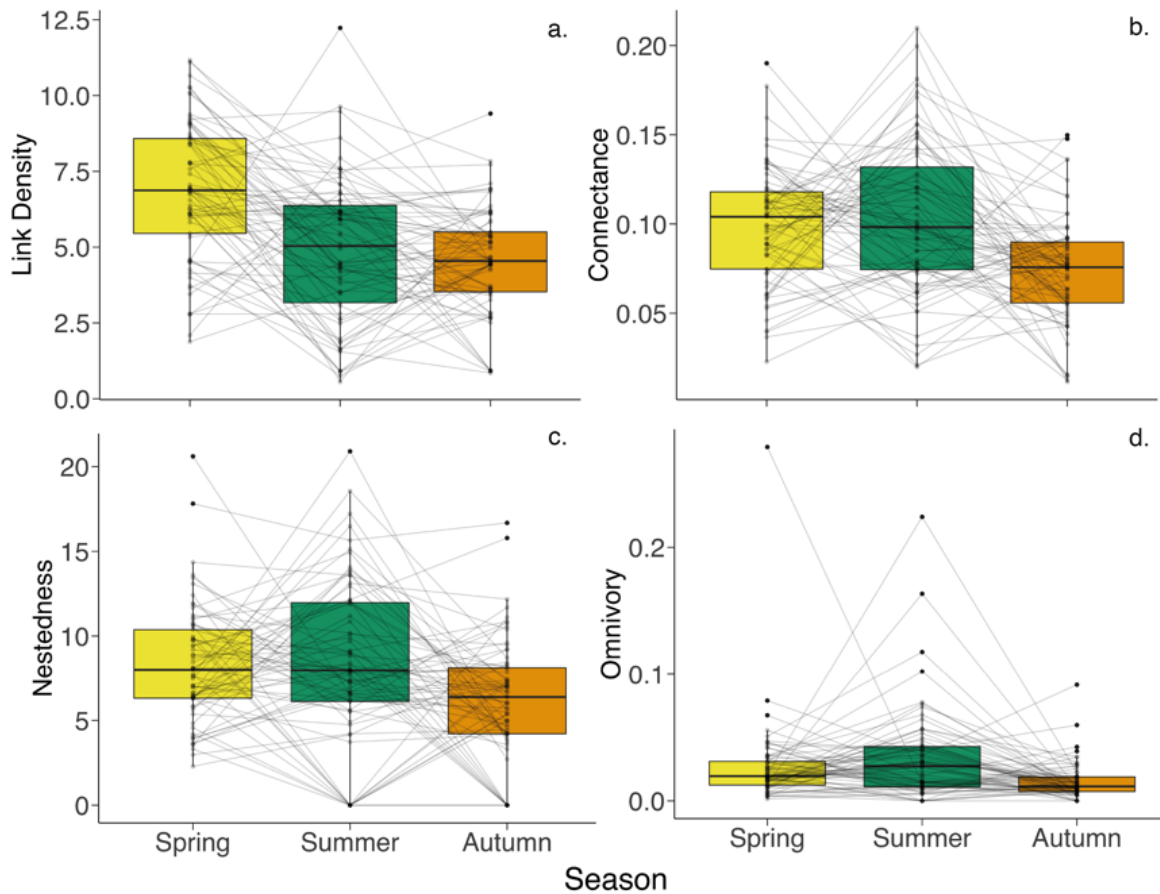 a.
12.5
10.0
7.5
5.0
2.5
0.0
Link Density
b.
0.20
0.15
0.10
0.05
Connectance
c.
20
15
10
5
0
Nestedness
Spring Summer Autumn
d.
0.2
0.1
0.0
Omnivory
Spring Summer Autumn
Season